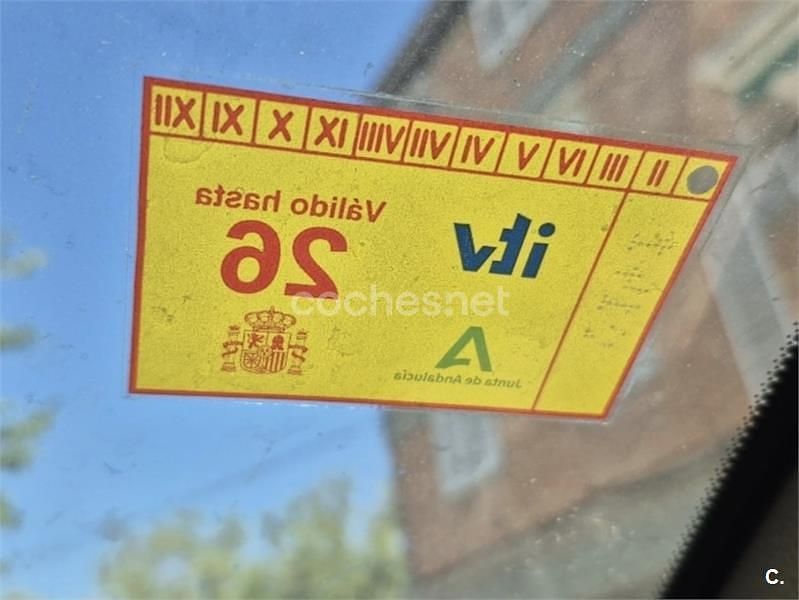 XII XI X IX VIII VII VI V IV III II
Válido hasta
26
itv
coches.net
Junta de Andalucía
C.